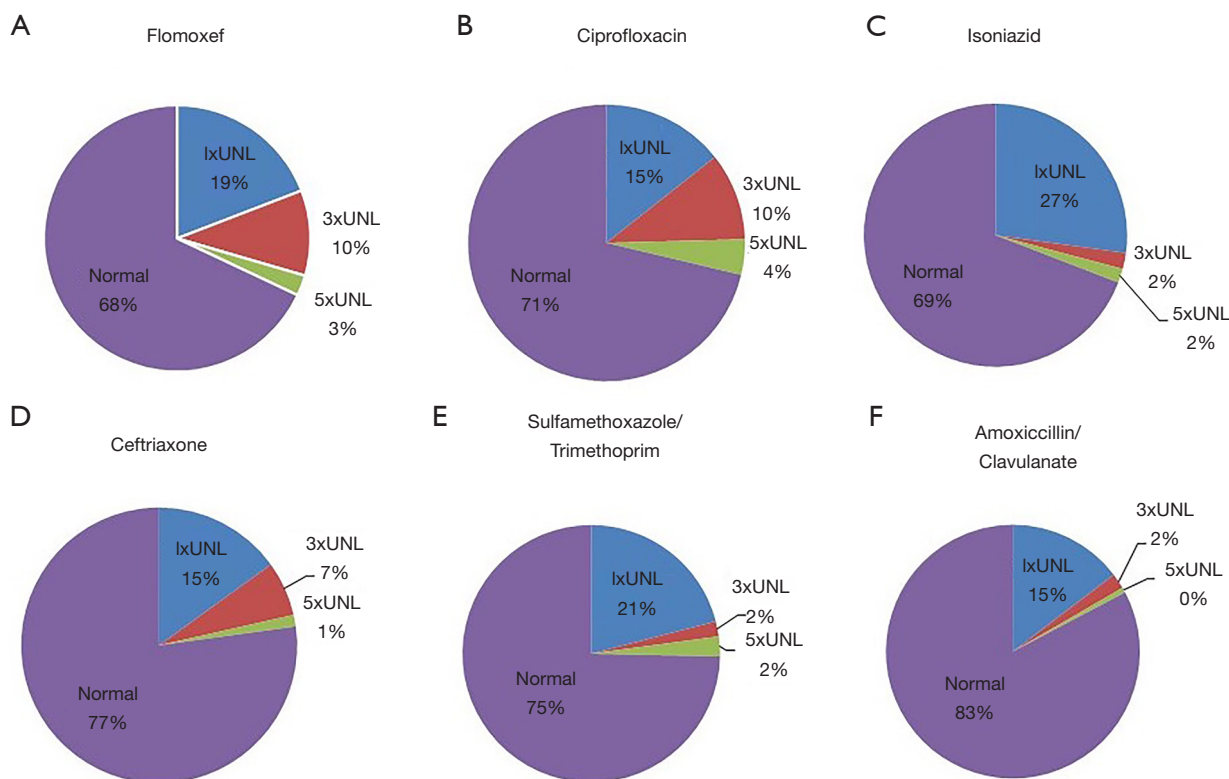 A
Flomoxef
lxUNL
19%
3xUNL
10%
5xUNL
3%
Normal
68%
B
Ciprofloxacin
lxUNL
15%
3xUNL
10%
5xUNL
4%
Normal
71%
C
Isoniazid
lxUNL
27%
3xUNL
2%
5xUNL
2%
Normal
69%
D
Ceftriaxone
lxUNL
15%
3xUNL
7%
5xUNL
1%
Normal
77%
E
Sulfamethoxazole/
Trimethoprim
lxUNL
21%
3xUNL
2%
5xUNL
2%
Normal
75%
F
Amoxiccillin/
Clavulanate
lxUNL
15%
3xUNL
2%
5xUNL
0%
Normal
83%